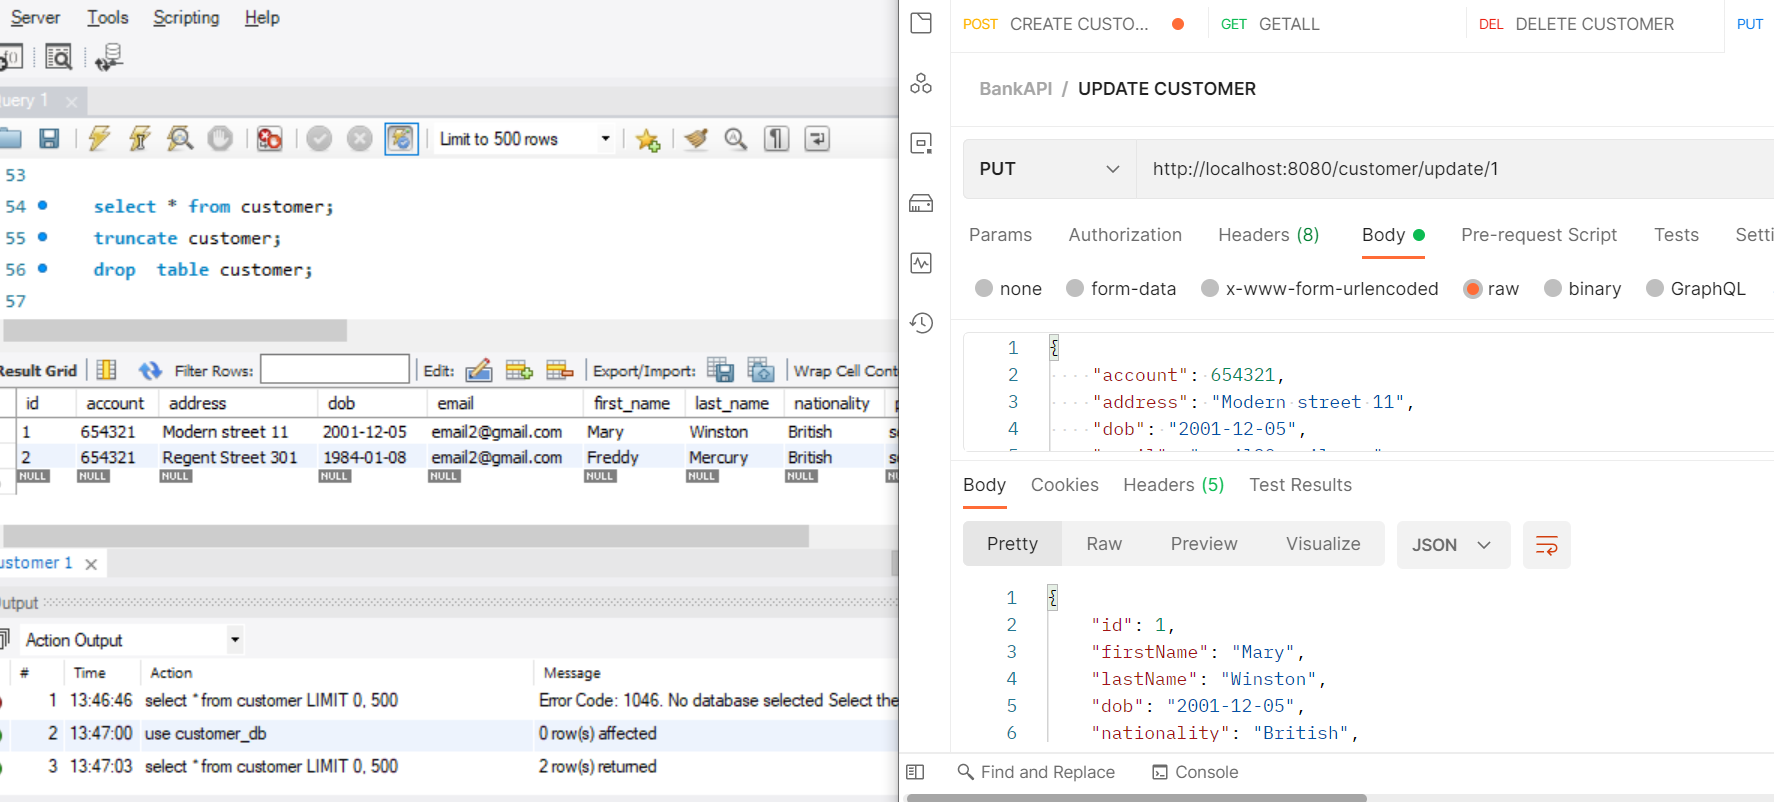 Server Tools Scripting Help
uery 1
Limit to 500 rows
53
54 select * from customer;
55 truncate customer;
56 drop table customer;
57
Result Grid Filter Rows: Edit: Export/Import: Wrap Cell Cont
id account address dob email first_name last_name nationality p
1 654321 Modern street 11 2001-12-05 email2@gmail.com Mary Winston British s
2 654321 Regent Street 301 1984-01-08 email2@gmail.com Freddy Mercury British s
NULL NULL NULL NULL NULL NULL NULL NULL NU
ustomer 1
utput
Action Output
# Time Action Message
1 13:46:46 select * from customer LIMIT 0, 500 Error Code: 1046. No database selected Select the
2 13:47:00 use customer_db 0 row(s) affected
3 13:47:03 select * from customer LIMIT 0, 500 2 row(s) returned
POST CREATE CUSTO... GET GETALL DEL DELETE CUSTOMER PUT
BankAPI / UPDATE CUSTOMER
PUT http://localhost:8080/customer/update/1
Params Authorization Headers (8) Body Pre-request Script Tests Setti
none form-data x-www-form-urlencoded raw binary GraphQL
1 {
2 "account": 654321,
3 "address": "Modern street 11",
4 "dob": "2001-12-05",
Body Cookies Headers (5) Test Results
Pretty Raw Preview Visualize JSON
1 {
2 "id": 1,
3 "firstName": "Mary",
4 "lastName": "Winston",
5 "dob": "2001-12-05",
6 "nationality": "British",
Find and Replace Console